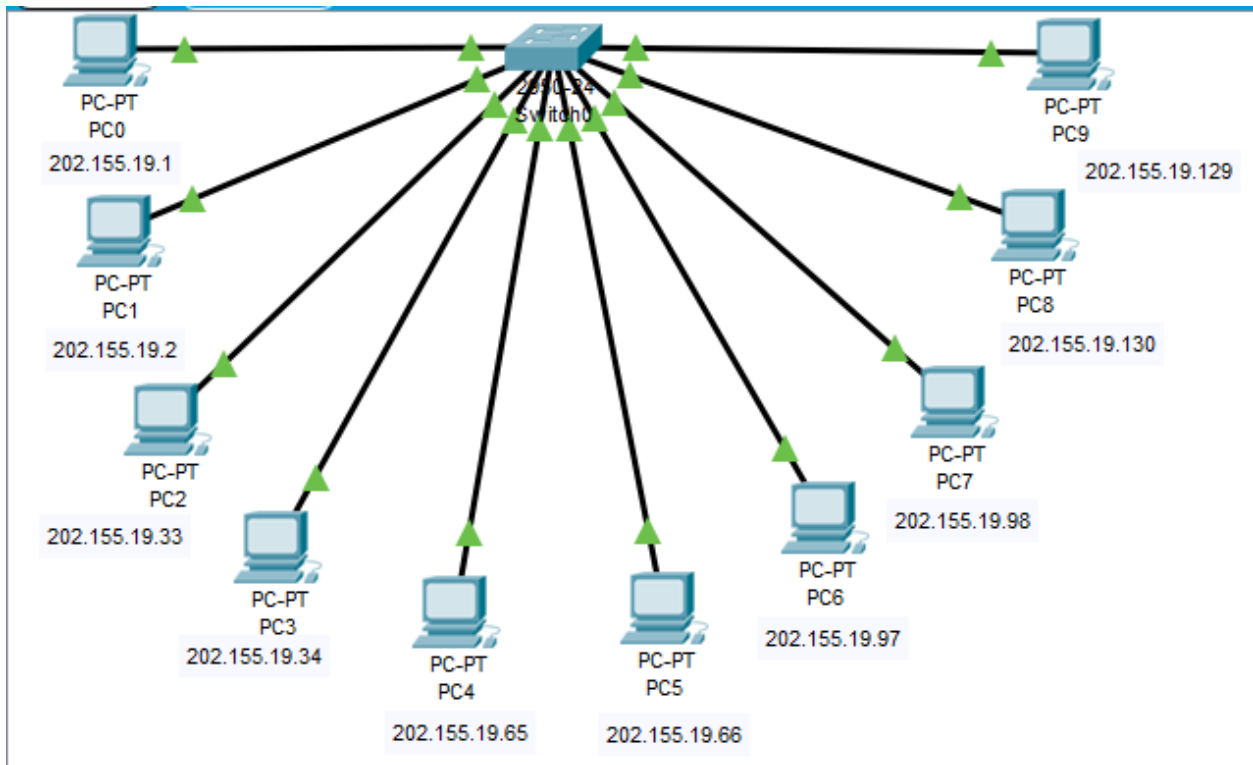 PC-PT
PC0
202.155.19.1
PC-PT
PC1
202.155.19.2
PC-PT
PC2
202.155.19.33
PC-PT
PC3
202.155.19.34
PC-PT
PC4
202.155.19.65
PC-PT
PC5
202.155.19.66
PC-PT
PC6
202.155.19.97
PC-PT
PC7
202.155.19.98
PC-PT
PC8
202.155.19.130
PC-PT
PC9
202.155.19.129
2950-24
Switch0